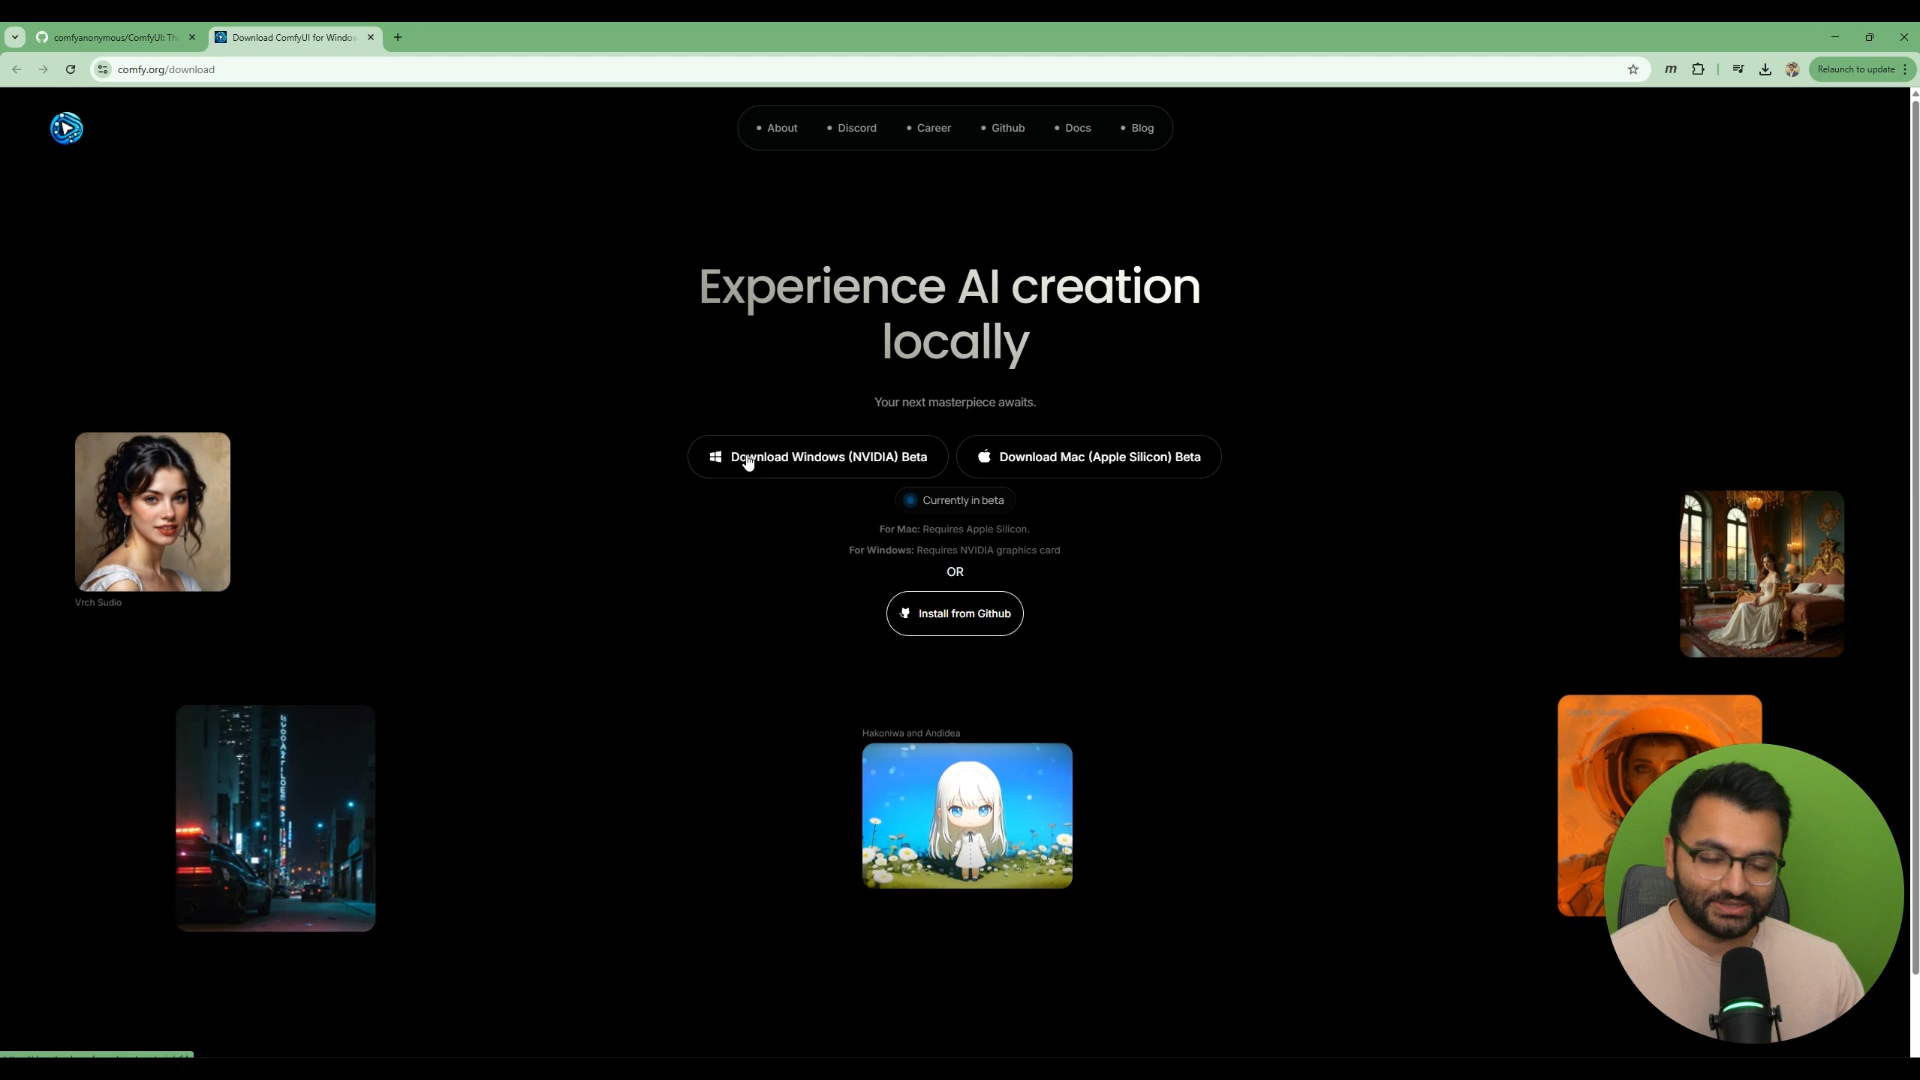 comfyanonymous/ComfyUI: Th
Download ComfyUI for Window
comfy.org/download
Relaunch to update
About
Discord
Career
Github
Docs
Blog
Experience AI creation
locally
Your next masterpiece awaits.
Download Windows (NVIDIA) Beta
Download Mac (Apple Silicon) Beta
Currently in beta
For Mac: Requires Apple Silicon.
For Windows: Requires NVIDIA graphics card
OR
Install from Github
Vrch Sudio
Hakoniwa and Andidea